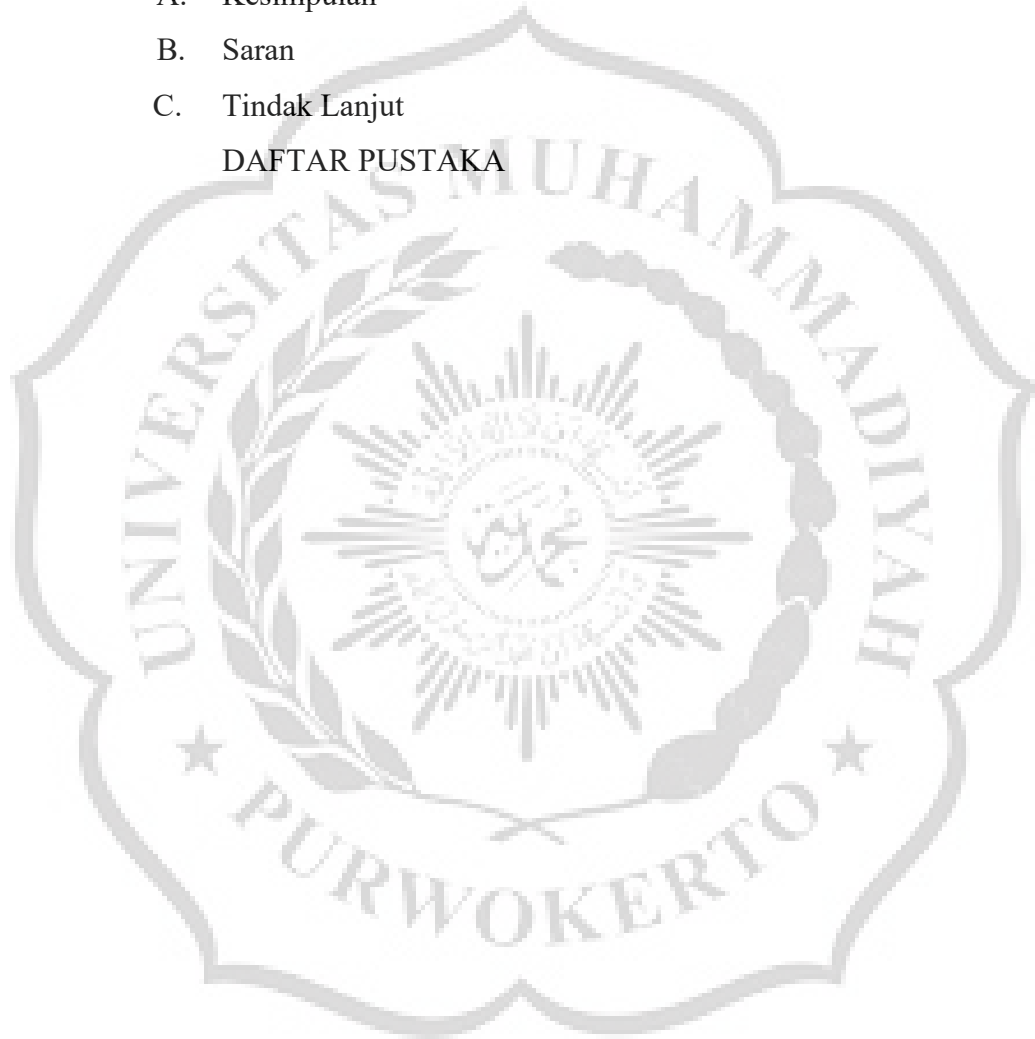 A. Kesimpulan
B. Saran
C. Tindak Lanjut
DAFTAR PUSTAKA
UNIVERSITAS MUHAMMADIYAH
PURWOKERTO